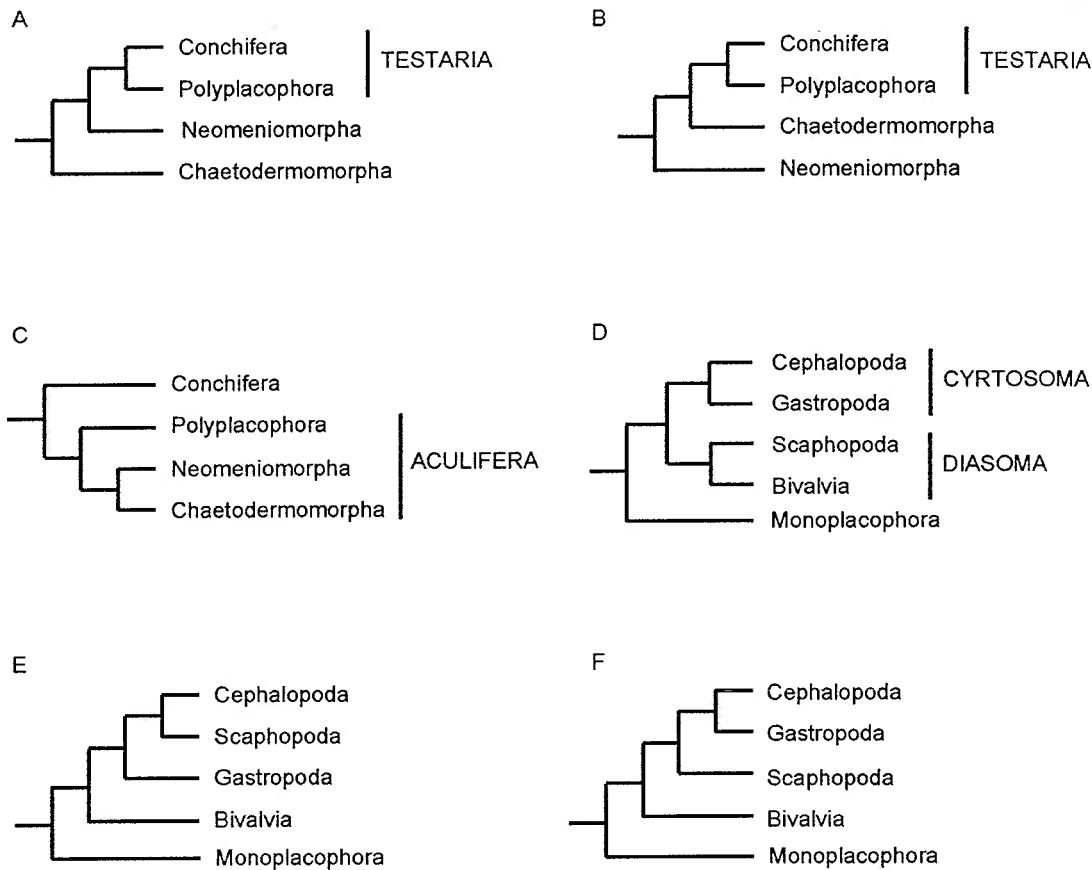 A
Conchifera
Polyplacophora
TESTARIA
Neomeniomorpha
Chaetodermomorpha
B
Conchifera
Polyplacophora
TESTARIA
Chaetodermomorpha
Neomeniomorpha
C
Conchifera
Polyplacophora
Neomeniomorpha
ACULIFERA
Chaetodermomorpha
D
Cephalopoda
CYRTOSOMA
Gastropoda
Scaphopoda
DIASOMA
Bivalvia
Monoplacophora
E
Cephalopoda
Scaphopoda
Gastropoda
Bivalvia
Monoplacophora
F
Cephalopoda
Gastropoda
Scaphopoda
Bivalvia
Monoplacophora